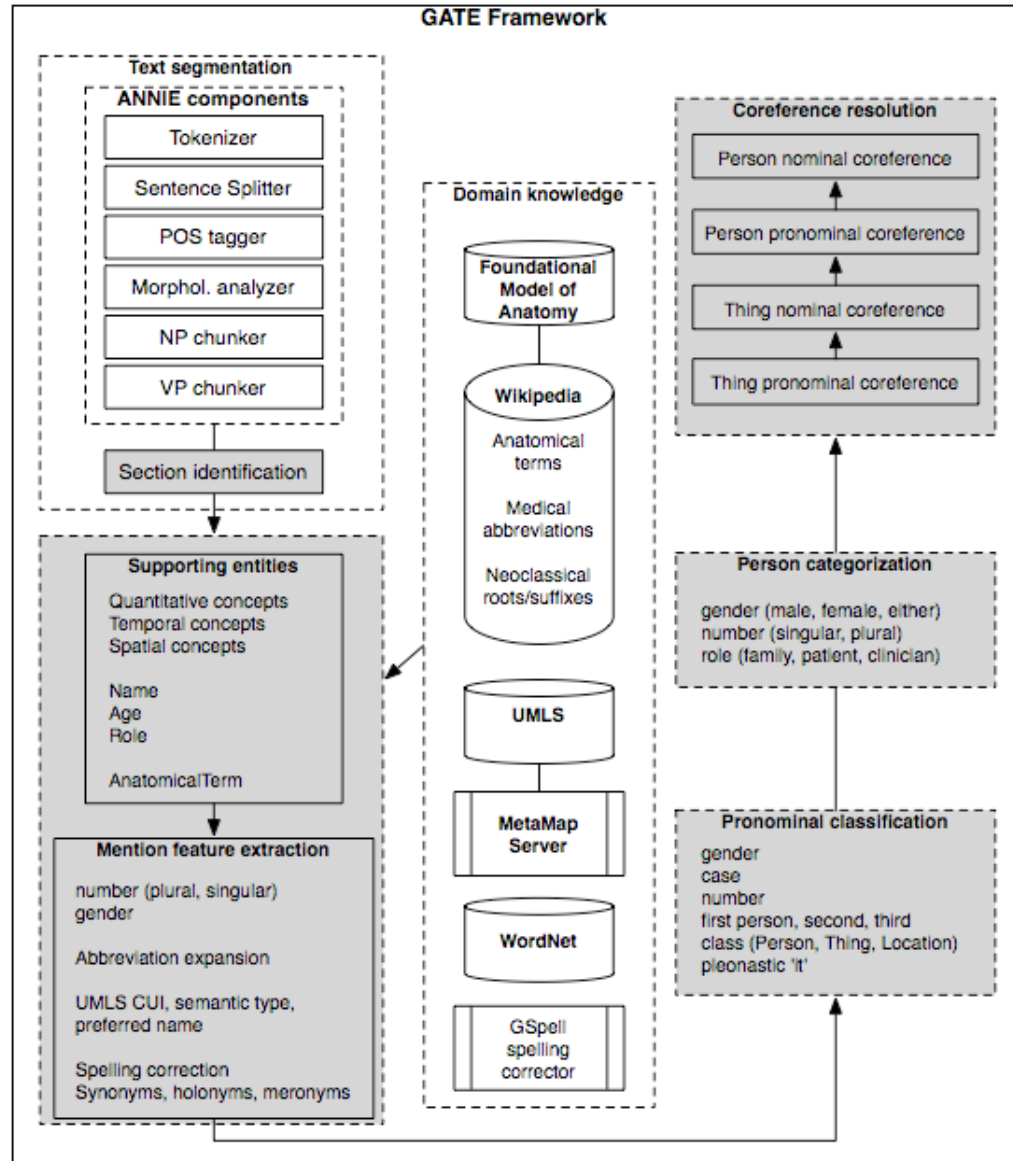 GATE Framework
Text segmentation
ANNIE components
Tokenizer
Sentence Splitter
POS tagger
Morphol. analyzer
NP chunker
VP chunker
Section identification
Supporting entities
Quantitative concepts
Temporal concepts
Spatial concepts
Name
Age
Role
AnatomicalTerm
Mention feature extraction
number (plural, singular)
gender
Abbreviation expansion
UMLS CUI, semantic type,
preferred name
Spelling correction
Synonyms, holonyms, meronyms
Domain knowledge
Foundational
Model of
Anatomy
Wikipedia
Anatomical
terms
Medical
abbreviations
Neoclassical
roots/suffixes
UMLS
MetaMap
Server
WordNet
GSpell
spelling
corrector
Coreference resolution
Person nominal coreference
Person pronominal coreference
Thing nominal coreference
Thing pronominal coreference
Person categorization
gender (male, female, either)
number (singular, plural)
role (family, patient, clinician)
Pronominal classification
gender
case
number
first person, second, third
class (Person, Thing, Location)
pleonastic 'it'